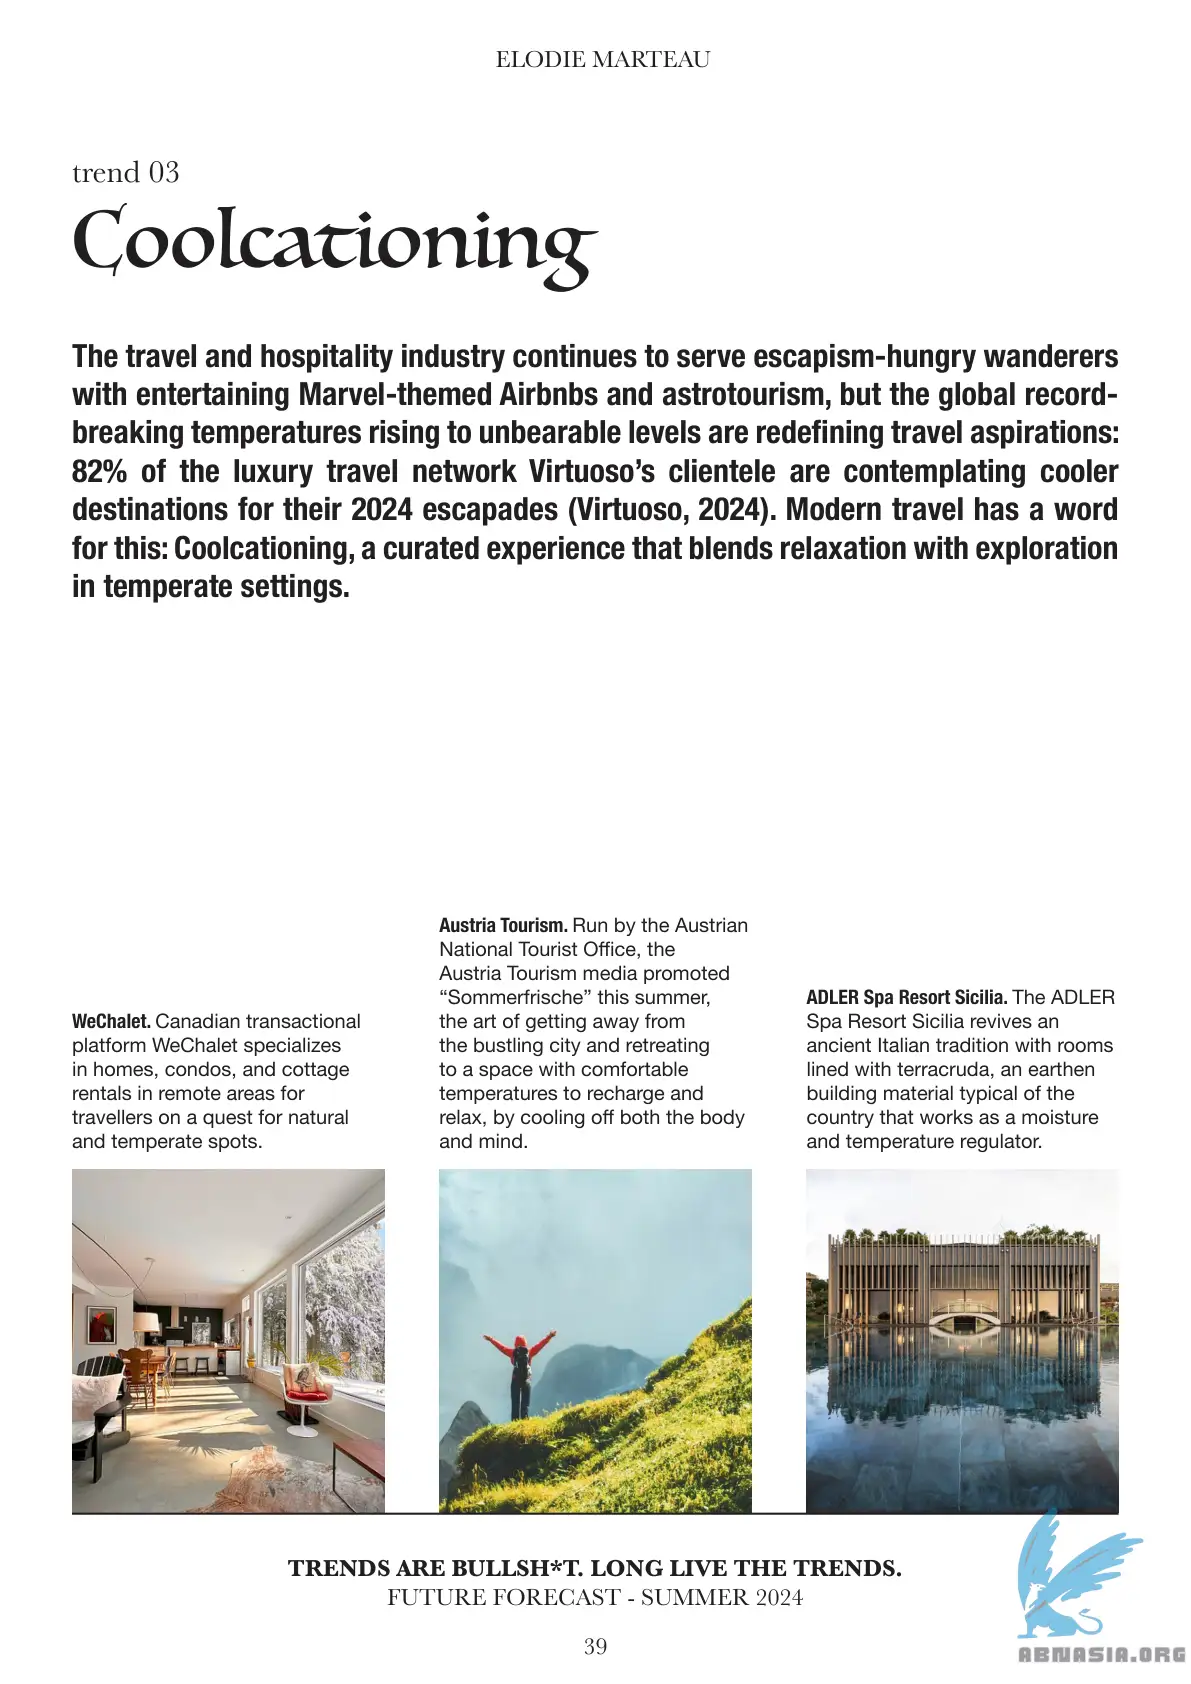 ELODIE MARTEAU
trend 03
Coolcationing
The travel and hospitality industry continues to serve escapism-hungry wanderers
with entertaining Marvel-themed Airbnbs and astrotourism, but the global record-
breaking temperatures rising to unbearable levels are redefining travel aspirations:
82% of the luxury travel network Virtuoso’s clientele are contemplating cooler
destinations for their 2024 escapades (Virtuoso, 2024). Modern travel has a word
for this: Coolcationing, a curated experience that blends relaxation with exploration
in temperate settings.
WeChalet. Canadian transactional
platform WeChalet specializes
in homes, condos, and cottage
rentals in remote areas for
travellers on a quest for natural
and temperate spots.
Austria Tourism. Run by the Austrian
National Tourist Office, the
Austria Tourism media promoted
“Sommerfrische” this summer,
the art of getting away from
the bustling city and retreating
to a space with comfortable
temperatures to recharge and
relax, by cooling off both the body
and mind.
ADLER Spa Resort Sicilia. The ADLER
Spa Resort Sicilia revives an
ancient Italian tradition with rooms
lined with terracruda, an earthen
building material typical of the
country that works as a moisture
and temperature regulator.
TRENDS ARE BULLSH*T. LONG LIVE THE TRENDS.
FUTURE FORECAST - SUMMER 2024
39
ABNASIA.ORG